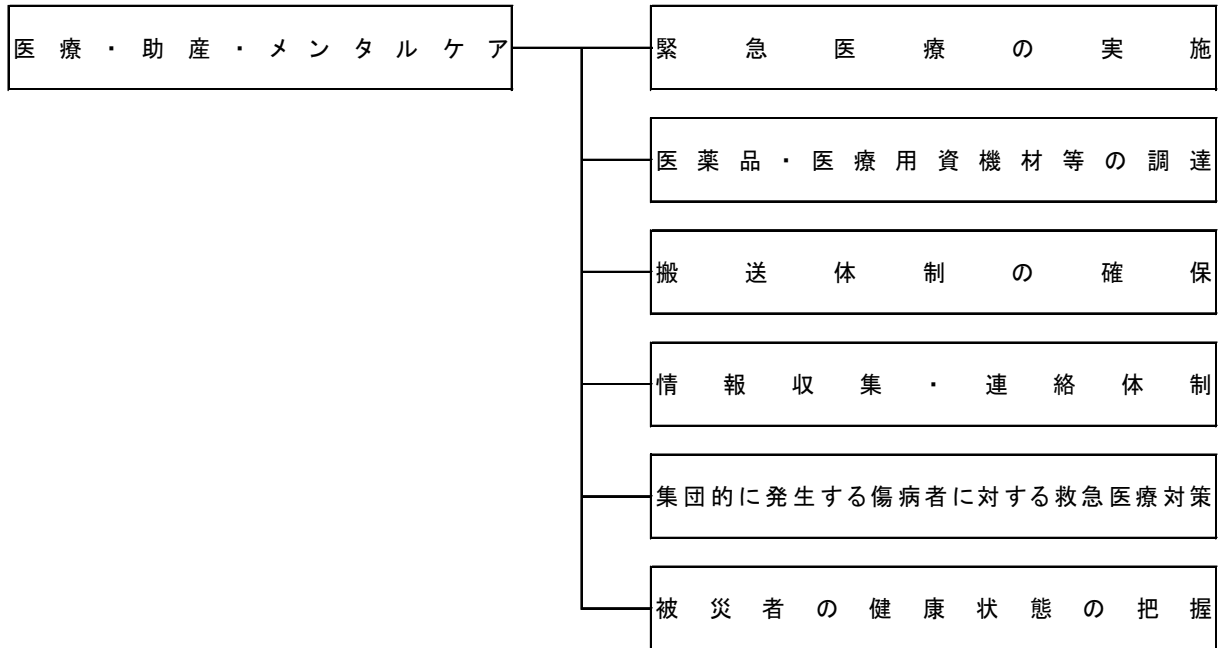 医療・助産・メンタルケア
緊急医療の実施
医薬品・医療用資機材等の調達
搬送体制の確保
情報収集・連絡体制
集団的に発生する傷病者に対する救急医療対策
被災者の健康状態の把握